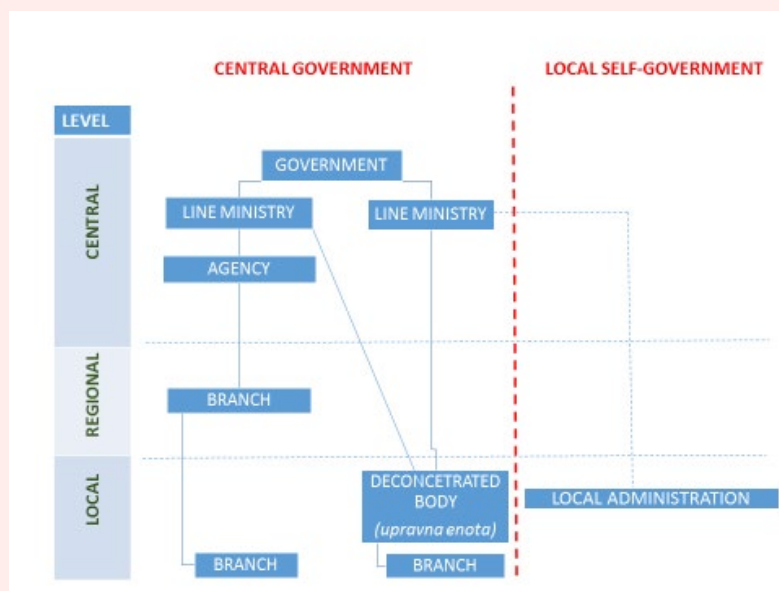 CENTRAL GOVERNMENT
LOCAL SELF-GOVERNMENT
LEVEL
CENTRAL
GOVERNMENT
LINE MINISTRY
LINE MINISTRY
AGENCY
REGIONAL
BRANCH
LOCAL
DECONCETRATED
BODY
(upravna enota)
LOCAL ADMINISTRATION
BRANCH
BRANCH